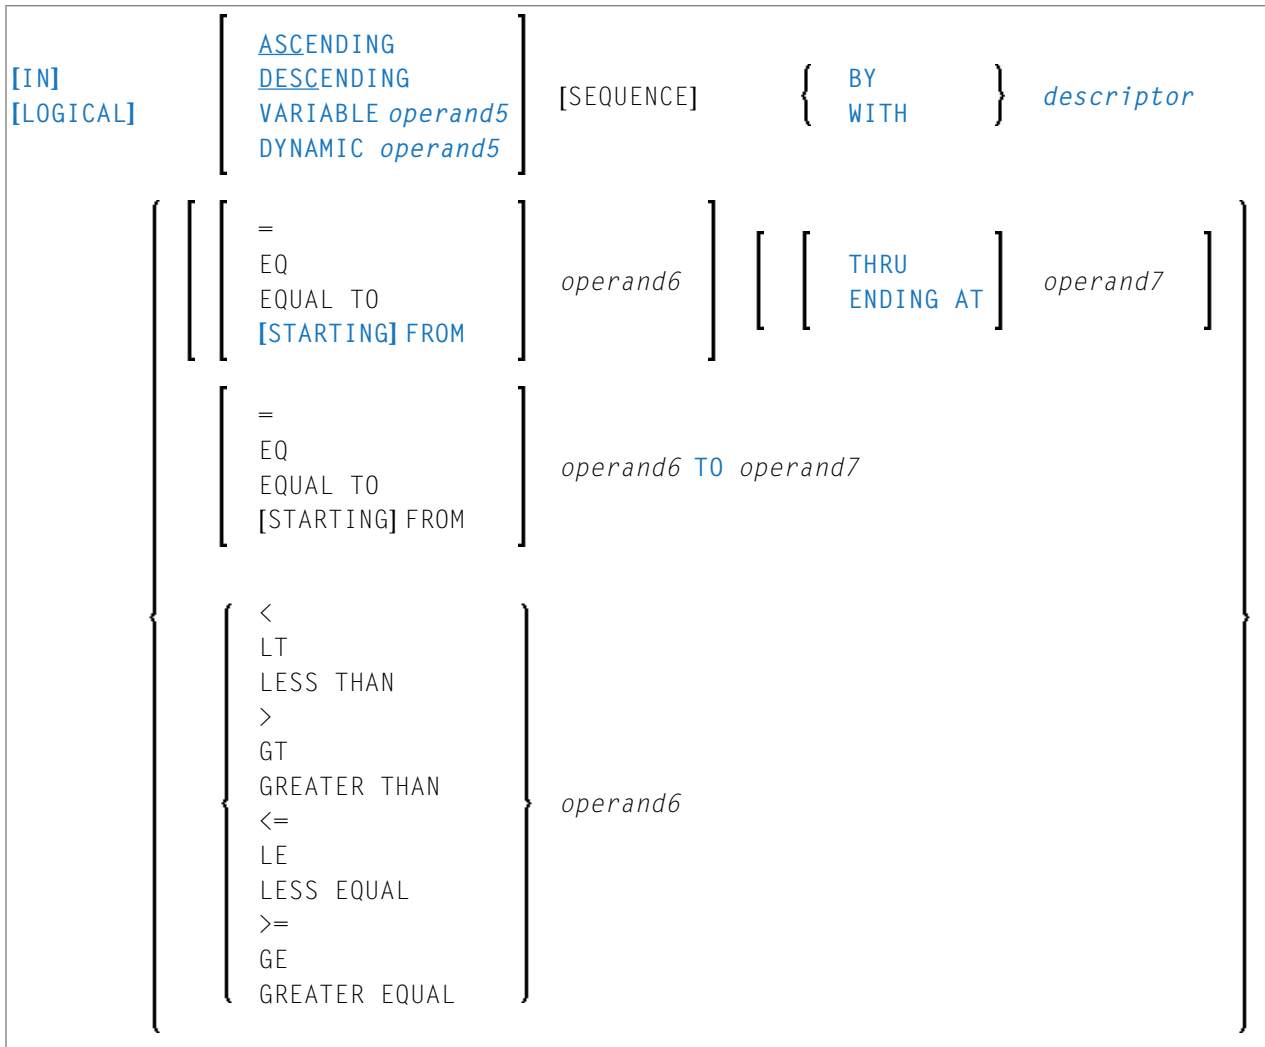 [IN]
[LOGICAL]
ASCENDING
DESCENDING
VARIABLE operand5
DYNAMIC operand5
[SEQUENCE]
BY
WITH
descriptor
=
EQ
EQUAL TO
[STARTING] FROM
operand6
THRU
ENDING AT
operand7
=
EQ
EQUAL TO
[STARTING] FROM
operand6 TO operand7
<
LT
LESS THAN
>
GT
GREATER THAN
<=
LE
LESS EQUAL
>=
GE
GREATER EQUAL
operand6